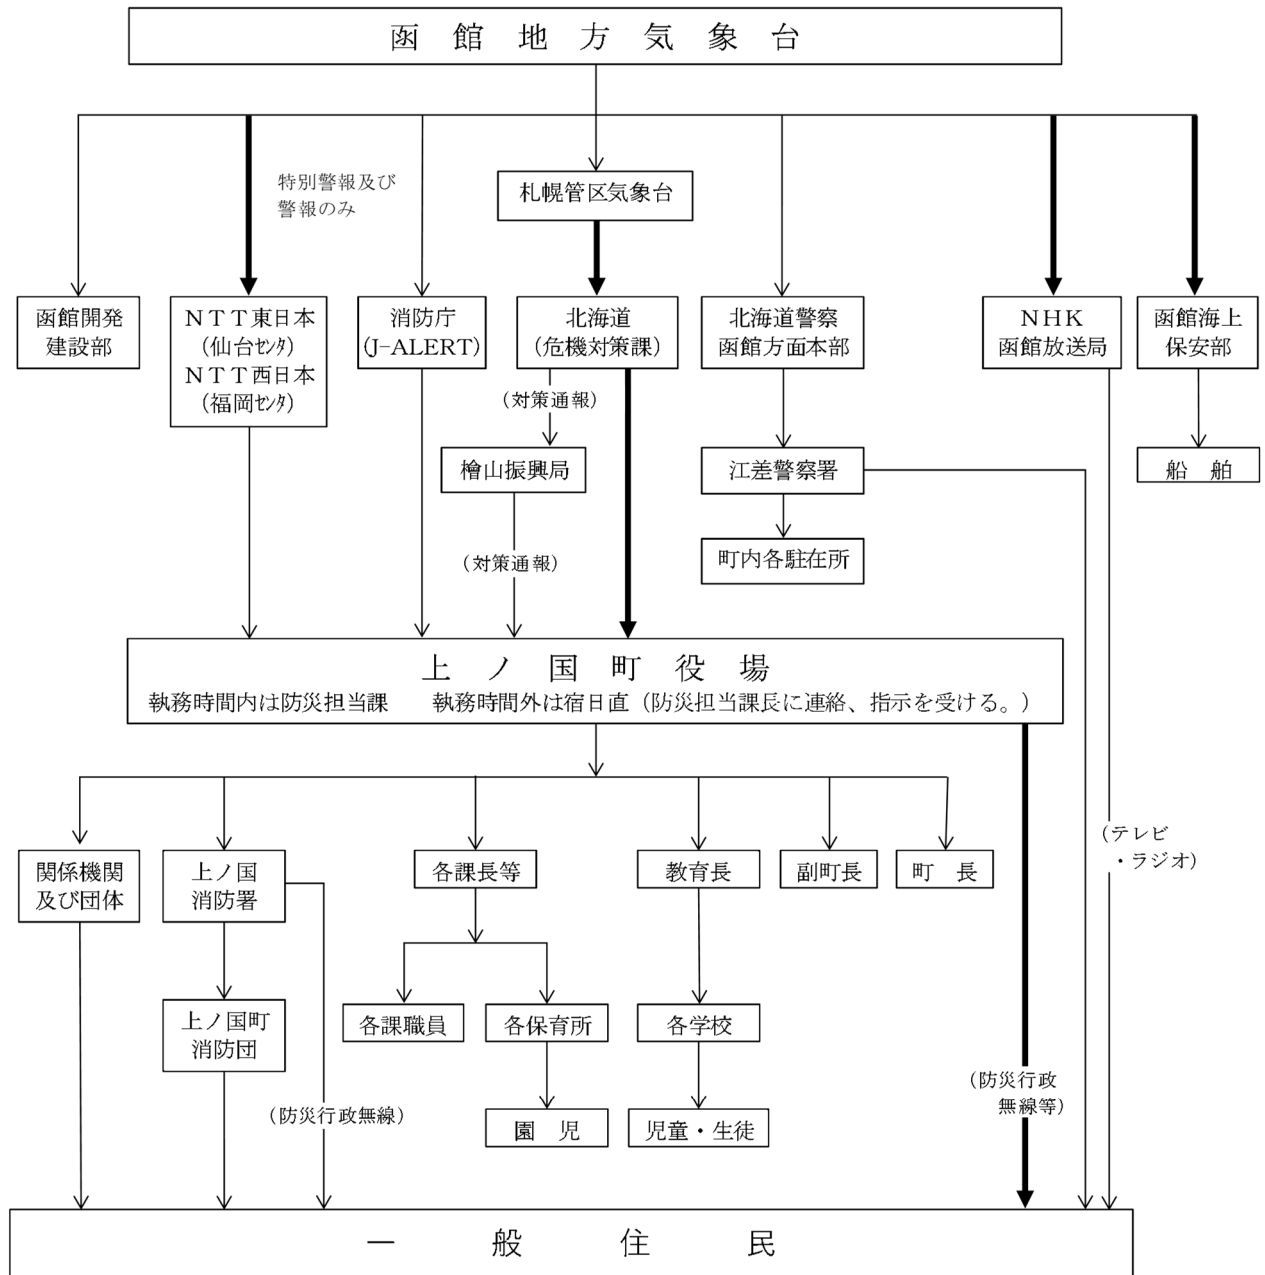 函館地方気象台
特別警報及び
警報のみ
札幌管区気象台
函館開発
建設部
ＮＴＴ東日本
（仙台ｾﾝﾀ）
ＮＴＴ西日本
（福岡ｾﾝﾀ）
消防庁
(J-ALERT)
北海道
（危機対策課）
北海道警察
函館方面本部
ＮＨＫ
函館放送局
函館海上
保安部
（対策通報）
檜山振興局
江差警察署
船　舶
（対策通報）
町内各駐在所
上ノ国町役場
執務時間内は防災担当課　　執務時間外は宿日直（防災担当課長に連絡、指示を受ける。）
（テレビ
・ラジオ）
関係機関
及び団体
上ノ国
消防署
各課長等
教育長
副町長
町　長
上ノ国町
消防団
各課職員
各保育所
各学校
（防災行政
無線等）
（防災行政無線）
園　児
児童・生徒
一般住民